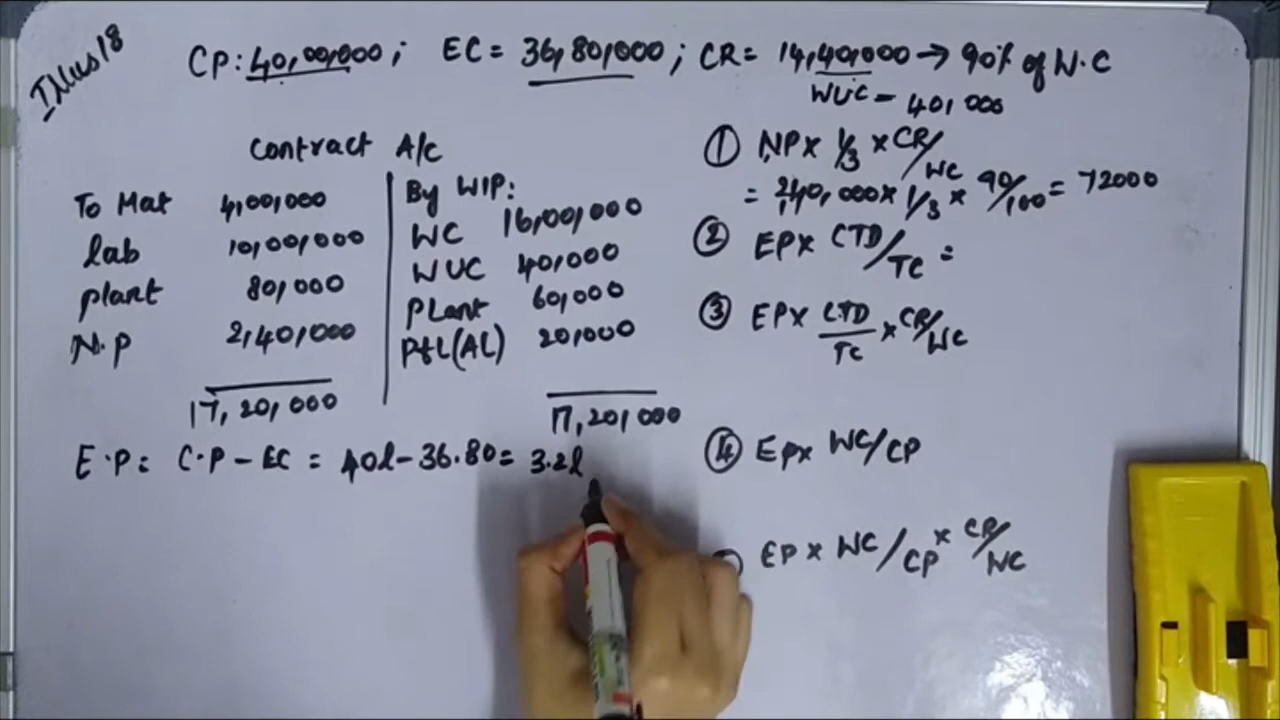 Illus 18
CP: 40,00,000; EC = 36,80,000; CR = 14,40,000 → 90% of W.C
WUC = 40,000
Contract A/c
To Mat 4,00,000
lab 10,00,000
plant 80,000
N.P 2,40,000
17,20,000
By WIP:
WC 16,00,000
WUC 40,000
Plant 60,000
P&L(AL) 20,000
17,20,000
E.P = C.P - EC = 40l - 36.80 = 3.2l
① NP x 1/3 x CR/WC
= 240,000 x 1/3 x 90/100 = 72000
② EP x CTD/TC =
③ EP x CTD/TC x CR/WC
④ EP x WC/CP
EP x WC/CP x CR/WC